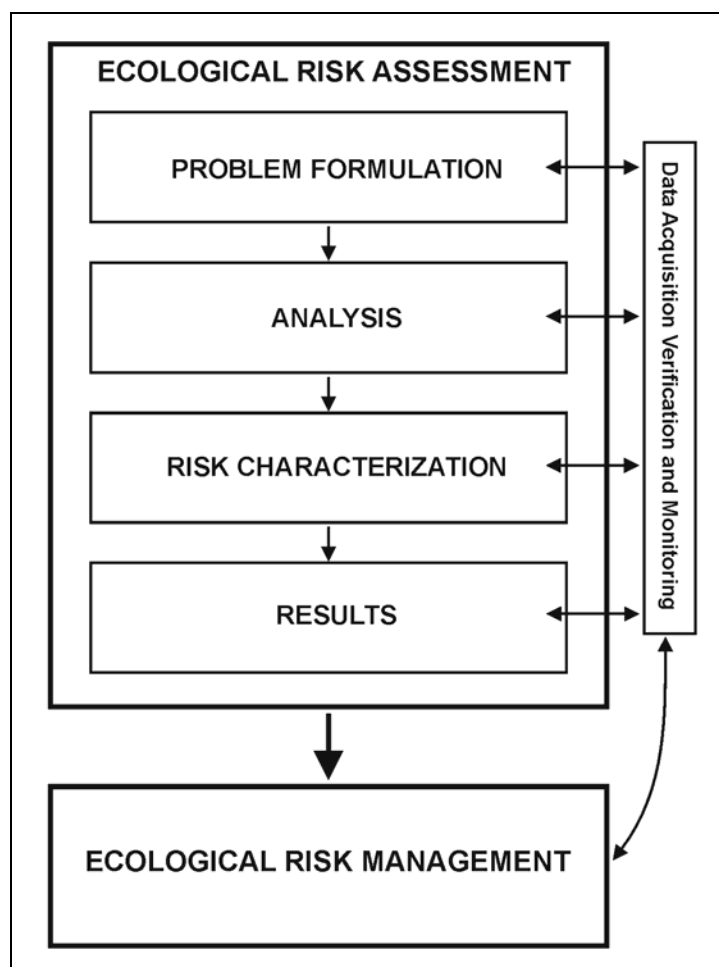 ECOLOGICAL RISK ASSESSMENT
PROBLEM FORMULATION
ANALYSIS
RISK CHARACTERIZATION
RESULTS
Data Acquisition Verification and Monitoring
ECOLOGICAL RISK MANAGEMENT